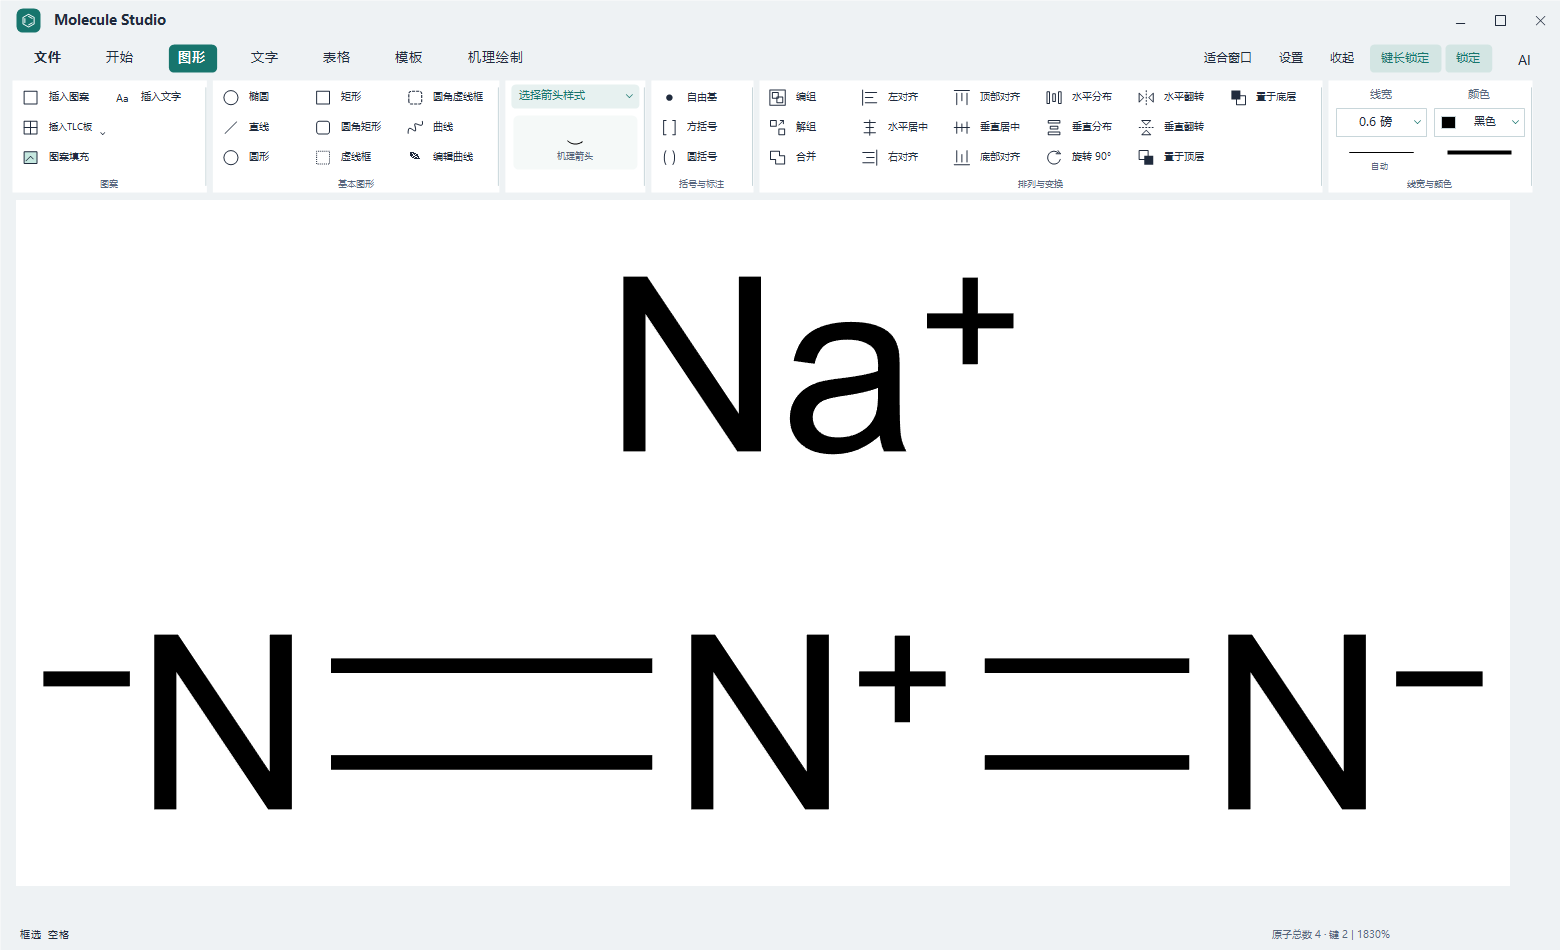 Molecule Studio
文件 开始 图形 文字 表格 模板 机理绘制 适合窗口 设置 收起 键长锁定 锁定 AI
插入图案 Aa 插入文字
插入TLC板
图案填充
图案
椭圆 矩形 圆角虚线框
直线 圆角矩形 曲线
圆形 虚线框 编辑曲线
基本图形
选择箭头样式
机理箭头
自由基
[ ] 方括号
( ) 圆括号
括号与标注
编组 左对齐 顶部对齐 水平分布 水平翻转 置于底层
解组 水平居中 垂直居中 垂直分布 垂直翻转
合并 右对齐 底部对齐 旋转 90° 置于顶层
排列与变换
线宽 颜色
0.6 磅 黑色
自动
线宽与颜色
Na+
−N=N+=N−
框选 空格 原子总数 4 · 键 2 | 1830%